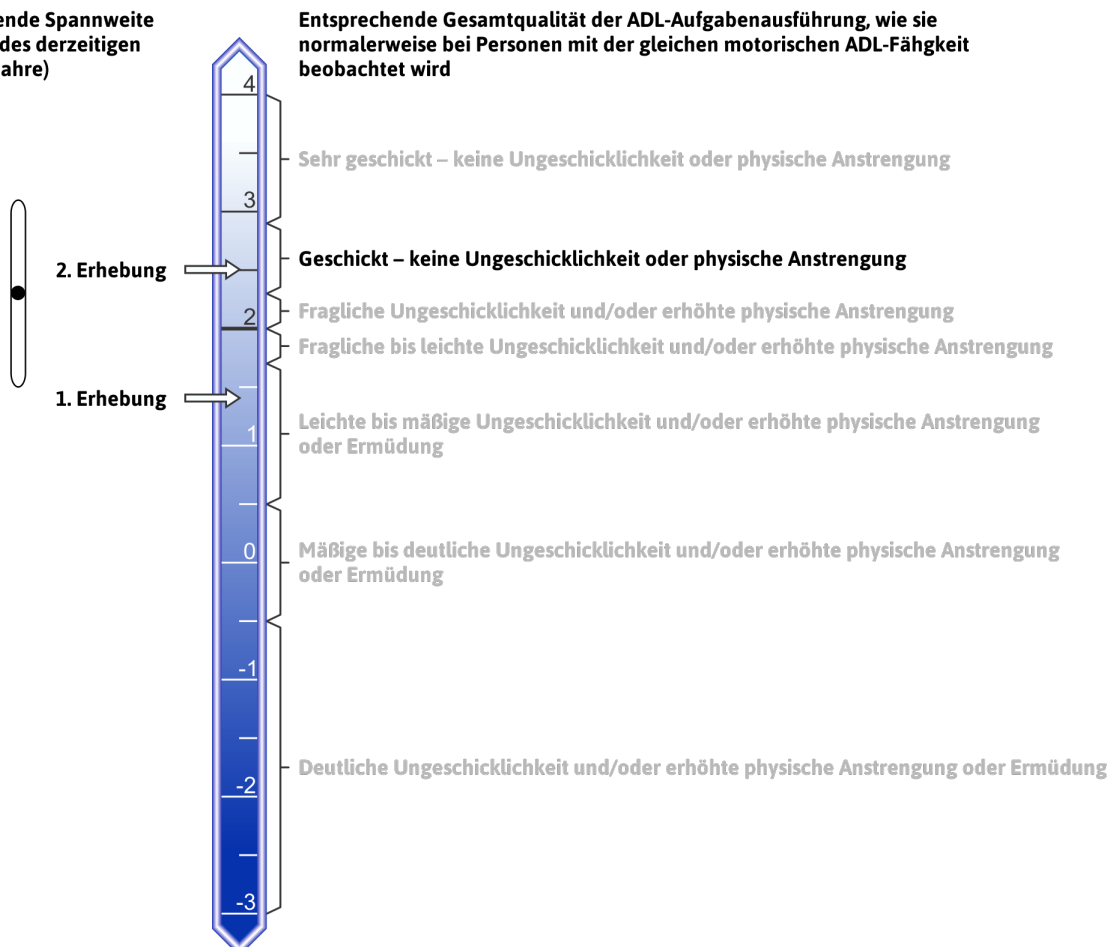 ende Spannweite
des derzeitigen
ahre)
Entsprechende Gesamtqualität der ADL-Aufgabenausführung, wie sie
normalerweise bei Personen mit der gleichen motorischen ADL-Fähgkeit
beobachtet wird
4
Sehr geschickt – keine Ungeschicklichkeit oder physische Anstrengung
3
Geschickt – keine Ungeschicklichkeit oder physische Anstrengung
2. Erhebung
Fragliche Ungeschicklichkeit und/oder erhöhte physische Anstrengung
2
Fragliche bis leichte Ungeschicklichkeit und/oder erhöhte physische Anstrengung
1. Erhebung
Leichte bis mäßige Ungeschicklichkeit und/oder erhöhte physische Anstrengung
oder Ermüdung
1
0
Mäßige bis deutliche Ungeschicklichkeit und/oder erhöhte physische Anstrengung
oder Ermüdung
-1
Deutliche Ungeschicklichkeit und/oder erhöhte physische Anstrengung oder Ermüdung
-2
-3